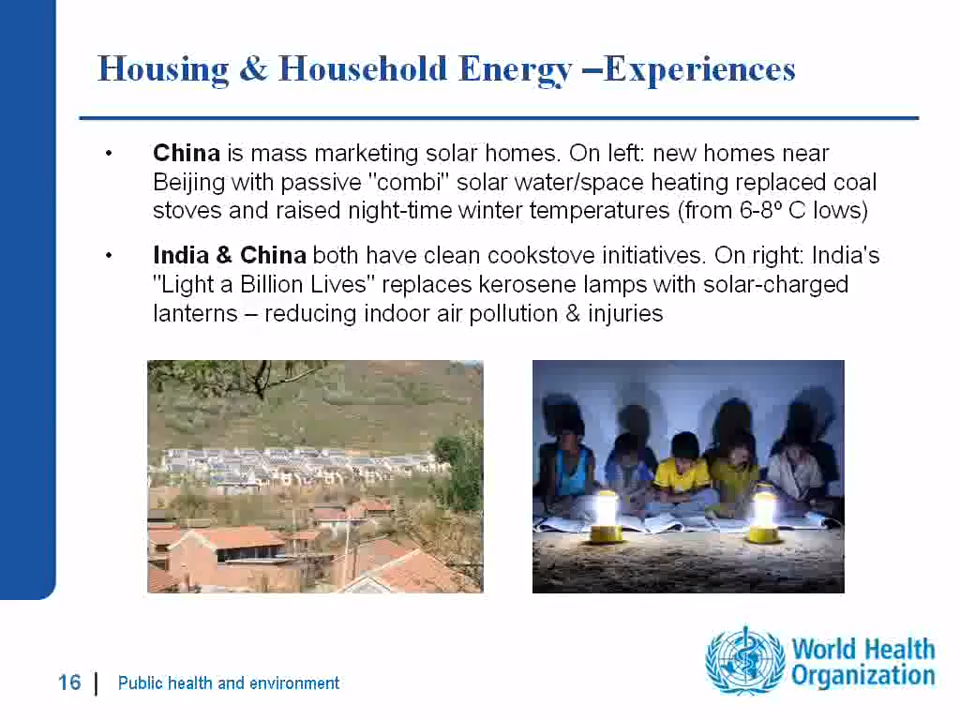 Housing & Household Energy –Experiences
• China is mass marketing solar homes. On left: new homes near
Beijing with passive "combi" solar water/space heating replaced coal
stoves and raised night-time winter temperatures (from 6-8º C lows)
• India & China both have clean cookstove initiatives. On right: India's
"Light a Billion Lives" replaces kerosene lamps with solar-charged
lanterns – reducing indoor air pollution & injuries
16 | Public health and environment
World Health
Organization